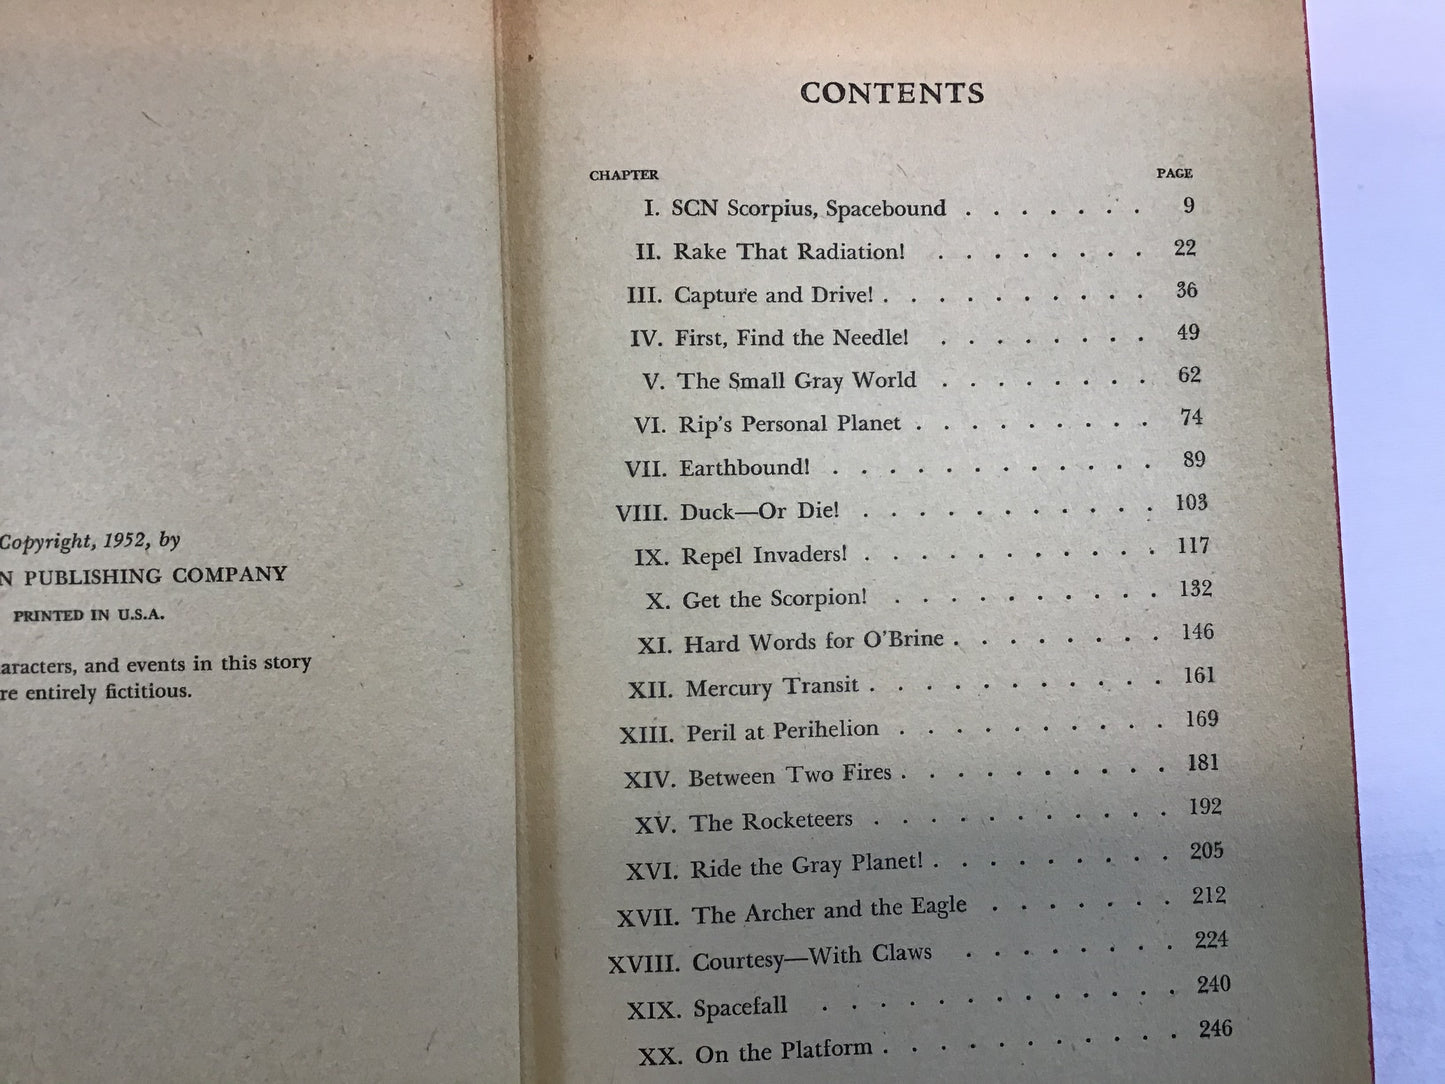 Copyright, 1952, by
N PUBLISHING COMPANY
PRINTED IN U.S.A.
aracters, and events in this story
re entirely fictitious.
CONTENTS
CHAPTER PAGE
I. SCN Scorpius, Spacebound . . . . . . . 9
II. Rake That Radiation! . . . . . . . . 22
III. Capture and Drive! . . . . . . . . . . 36
IV. First, Find the Needle! . . . . . . . . 49
V. The Small Gray World . . . . . . . . 62
VI. Rip's Personal Planet . . . . . . . . . 74
VII. Earthbound! . . . . . . . . . . . . 89
VIII. Duck—Or Die! . . . . . . . . . . . 103
IX. Repel Invaders! . . . . . . . . . . . 117
X. Get the Scorpion! . . . . . . . . . . 132
XI. Hard Words for O'Brine . . . . . . . . 146
XII. Mercury Transit . . . . . . . . . . . 161
XIII. Peril at Perihelion . . . . . . . . . . 169
XIV. Between Two Fires . . . . . . . . . . 181
XV. The Rocketeers . . . . . . . . . . . 192
XVI. Ride the Gray Planet! . . . . . . . . . 205
XVII. The Archer and the Eagle . . . . . . . 212
XVIII. Courtesy—With Claws . . . . . . . . 224
XIX. Spacefall . . . . . . . . . . . . . 240
XX. On the Platform . . . . . . . . . . . 246